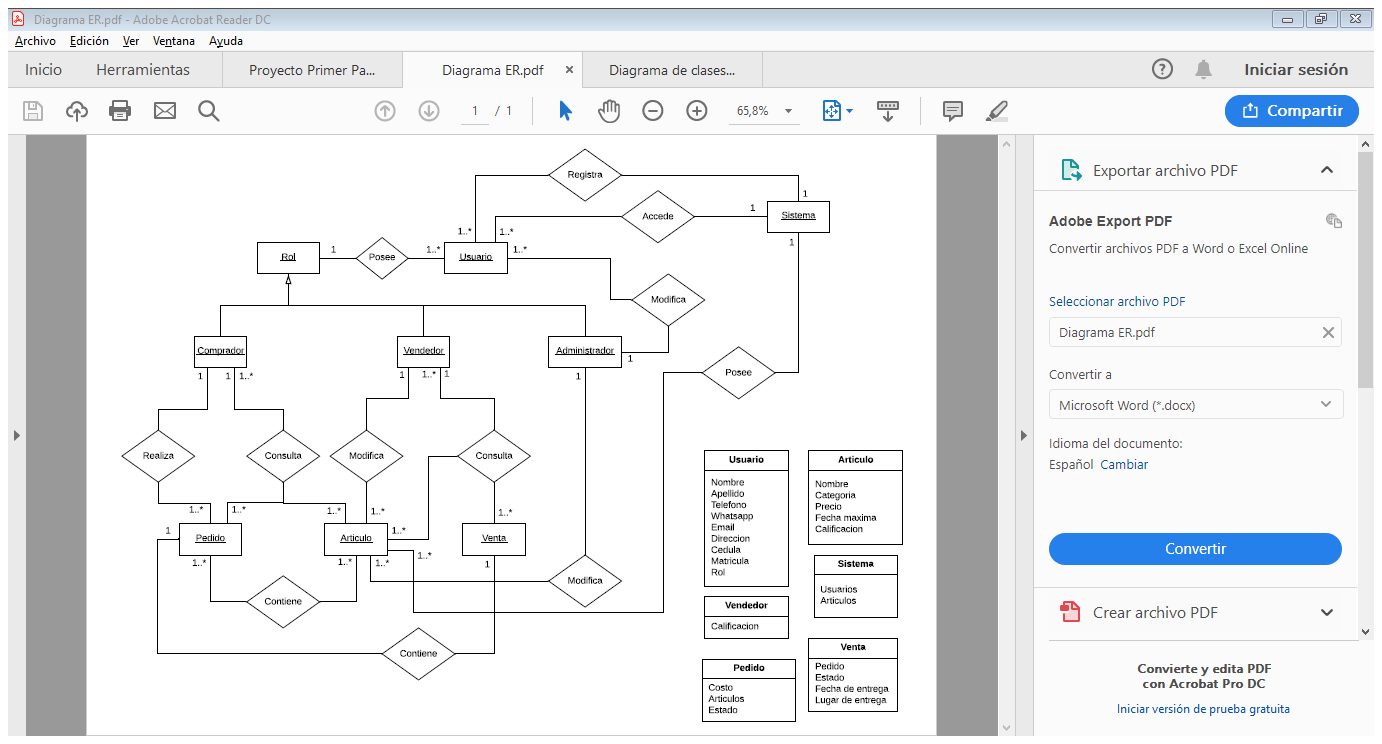 Diagrama ER.pdf - Adobe Acrobat Reader DC
Archivo Edición Ver Ventana Ayuda
Inicio Herramientas Proyecto Primer Pa... Diagrama ER.pdf × Diagrama de clases... Iniciar sesión
1 / 1 65,8% Compartir
Registra
1
Accede 1 Sistema
1..* 1..* 1
Rol 1 Posee 1..* Usuario 1..*
Modifica
Comprador Vendedor Administrador 1
1 1 1..* 1 1..* 1 1
Posee
Realiza Consulta Modifica Consulta
1..* 1..* 1..* 1..* 1..*
1 Pedido Articulo 1..* Venta
1..* 1..* 1..* 1..* 1
Contiene Modifica
Contiene
Usuario
Nombre
Apellido
Telefono
Whatsapp
Email
Direccion
Cedula
Matricula
Rol
Articulo
Nombre
Categoria
Precio
Fecha maxima
Calificacion
Sistema
Usuarios
Articulos
Vendedor
Calificacion
Venta
Pedido
Estado
Fecha de entrega
Lugar de entrega
Pedido
Costo
Articulos
Estado
Exportar archivo PDF
Adobe Export PDF
Convertir archivos PDF a Word o Excel Online
Seleccionar archivo PDF
Diagrama ER.pdf
Convertir a
Microsoft Word (*.docx)
Idioma del documento:
Español Cambiar
Convertir
Crear archivo PDF
Convierte y edita PDF
con Acrobat Pro DC
Iniciar versión de prueba gratuita